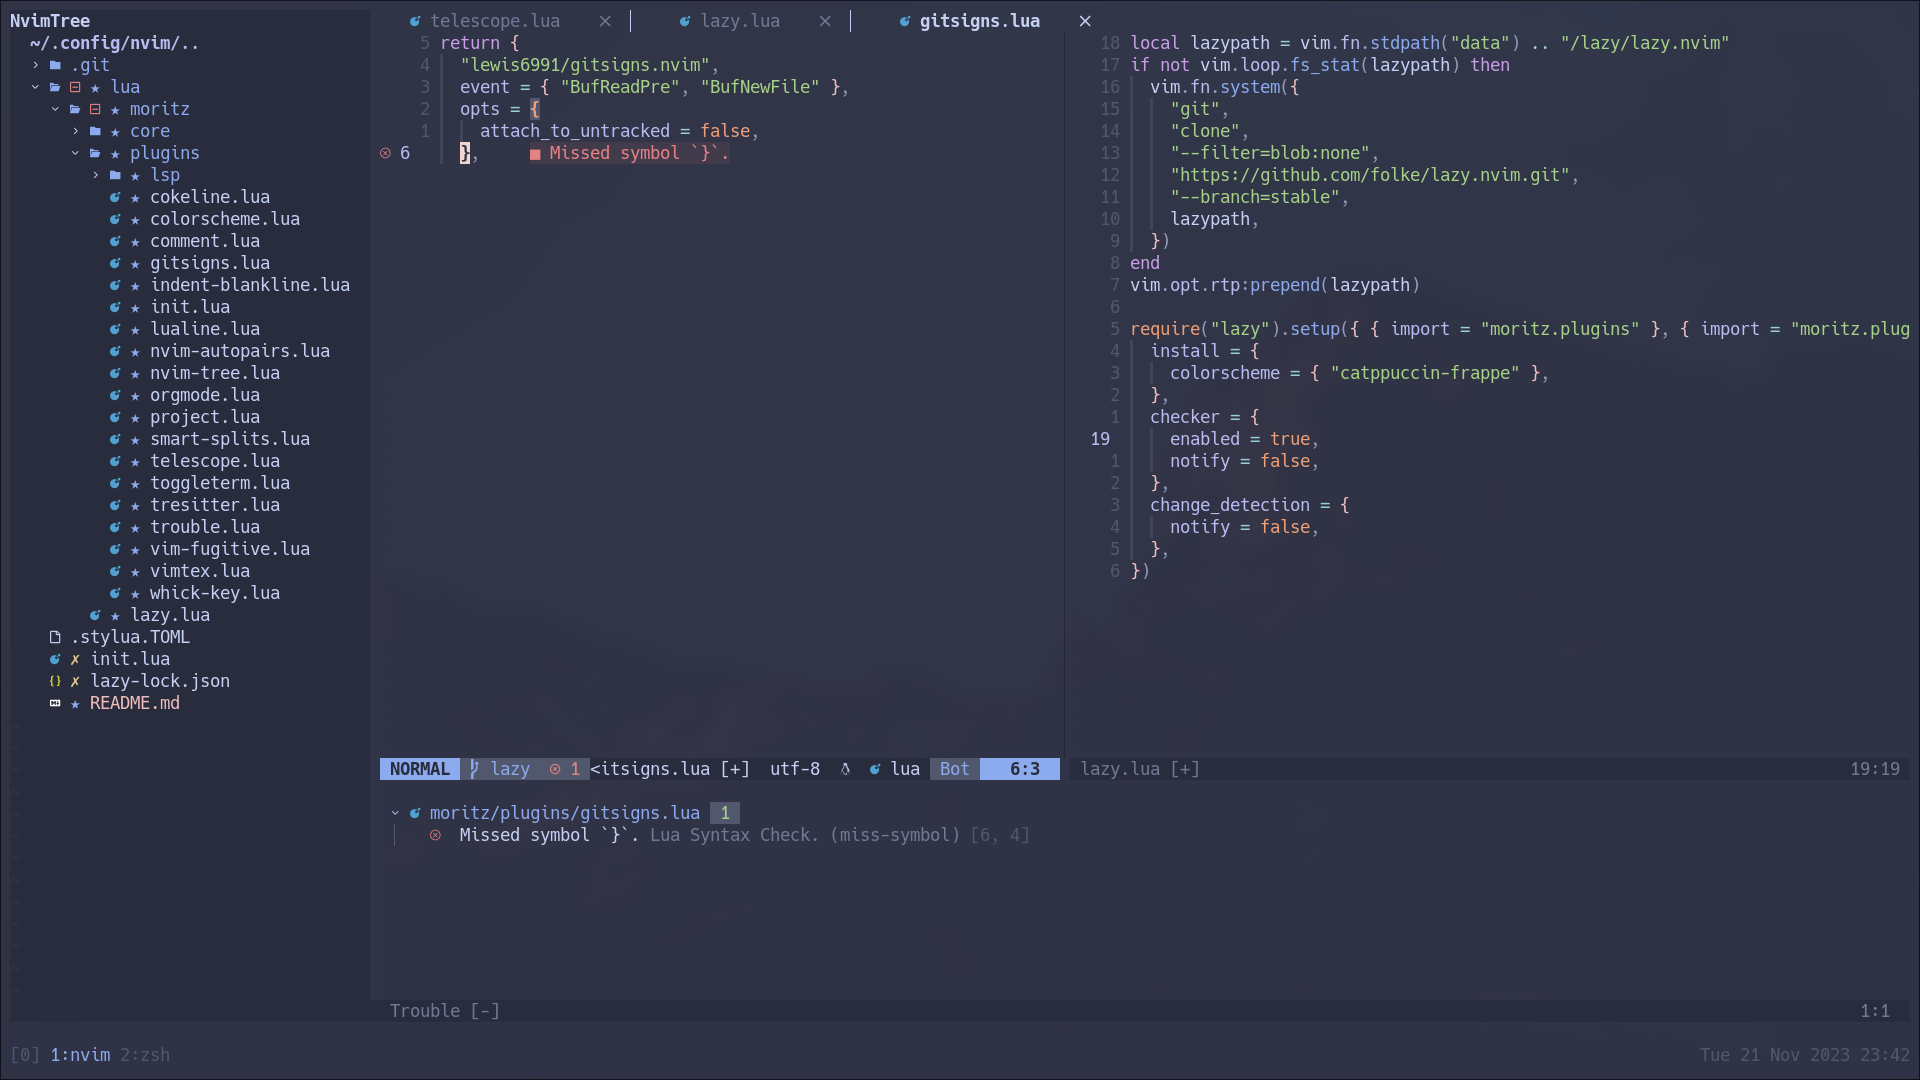 NvimTree
~/.config/nvim/..
.git
lua
moritz
core
plugins
lsp
cokeline.lua
colorscheme.lua
comment.lua
gitsigns.lua
indent-blankline.lua
init.lua
lualine.lua
nvim-autopairs.lua
nvim-tree.lua
orgmode.lua
project.lua
smart-splits.lua
telescope.lua
toggleterm.lua
tresitter.lua
trouble.lua
vim-fugitive.lua
vimtex.lua
whick-key.lua
lazy.lua
.stylua.TOML
init.lua
lazy-lock.json
README.md
telescope.lua × | lazy.lua × | gitsigns.lua ×
5 return {
4 "lewis6991/gitsigns.nvim",
3 event = { "BufReadPre", "BufNewFile" },
2 opts = {
1 attach_to_untracked = false,
6 }, ■ Missed symbol `}`.
18 local lazypath = vim.fn.stdpath("data") .. "/lazy/lazy.nvim"
17 if not vim.loop.fs_stat(lazypath) then
16 vim.fn.system({
15 "git",
14 "clone",
13 "--filter=blob:none",
12 "https://github.com/folke/lazy.nvim.git",
11 "--branch=stable",
10 lazypath,
9 })
8 end
7 vim.opt.rtp:prepend(lazypath)
6
5 require("lazy").setup({ { import = "moritz.plugins" }, { import = "moritz.plug
4 install = {
3 colorscheme = { "catppuccin-frappe" },
2 },
1 checker = {
19 enabled = true,
1 notify = false,
2 },
3 change_detection = {
4 notify = false,
5 },
6 })
NORMAL lazy 1 <itsigns.lua [+] utf-8 lua Bot 6:3
lazy.lua [+] 19:19
moritz/plugins/gitsigns.lua 1
Missed symbol `}`. Lua Syntax Check. (miss-symbol) [6, 4]
Trouble [-] 1:1
[0] 1:nvim 2:zsh Tue 21 Nov 2023 23:42